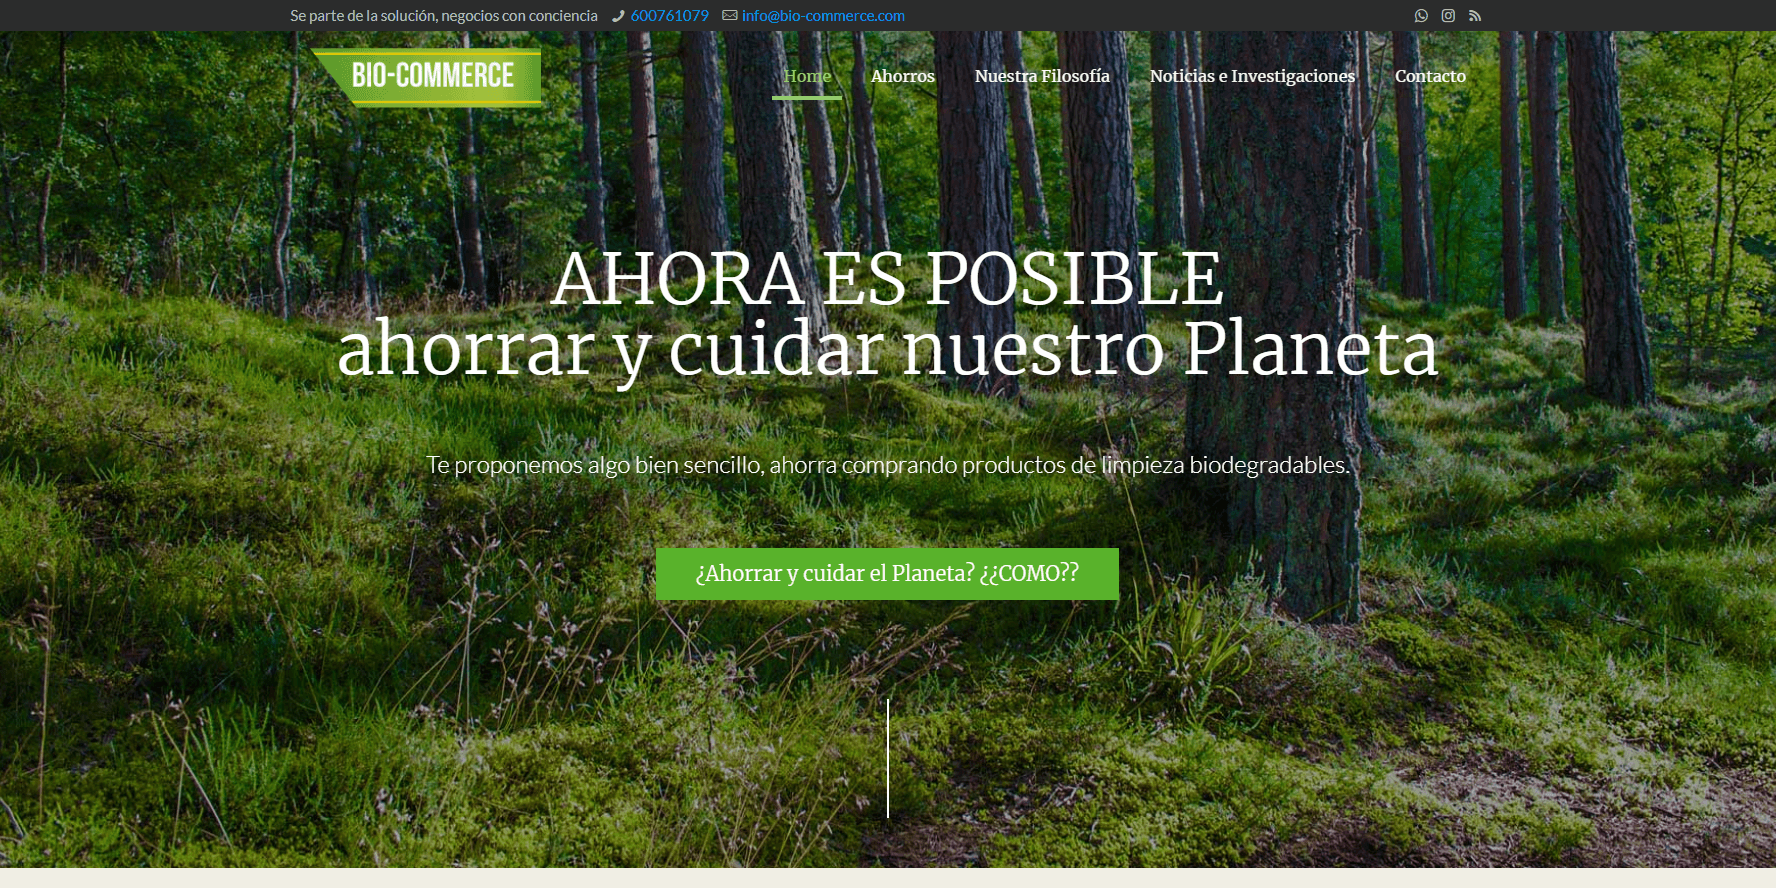 Se parte de la solución, negocios con conciencia 600761079 info@bio-commerce.com
BIO-COMMERCE
Home Ahorros Nuestra Filosofía Noticias e Investigaciones Contacto
AHORA ES POSIBLE
ahorrar y cuidar nuestro Planeta
Te proponemos algo bien sencillo, ahorra comprando productos de limpieza biodegradables.
¿Ahorrar y cuidar el Planeta? ¿¿COMO??